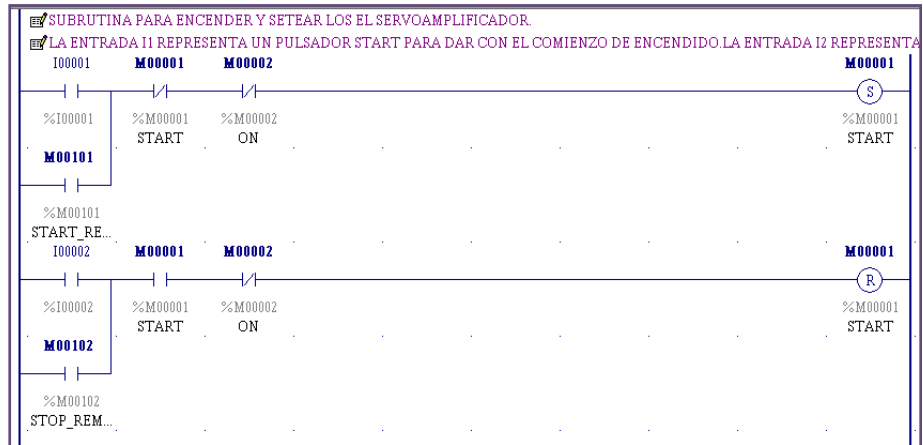 SUBRUTINA PARA ENCENDER Y SETEAR LOS EL SERVOAMPLIFICADOR.
LA ENTRADA I1 REPRESENTA UN PULSADOR START PARA DAR CON EL COMIENZO DE ENCENDIDO.LA ENTRADA I2 REPRESENTA
I00001 M00001 M00002 M00001
S
%I00001 %M00001 %M00002 %M00001
START ON START
M00101
%M00101
START_RE...
I00002 M00001 M00002 M00001
R
%I00002 %M00001 %M00002 %M00001
START ON START
M00102
%M00102
STOP_REM...